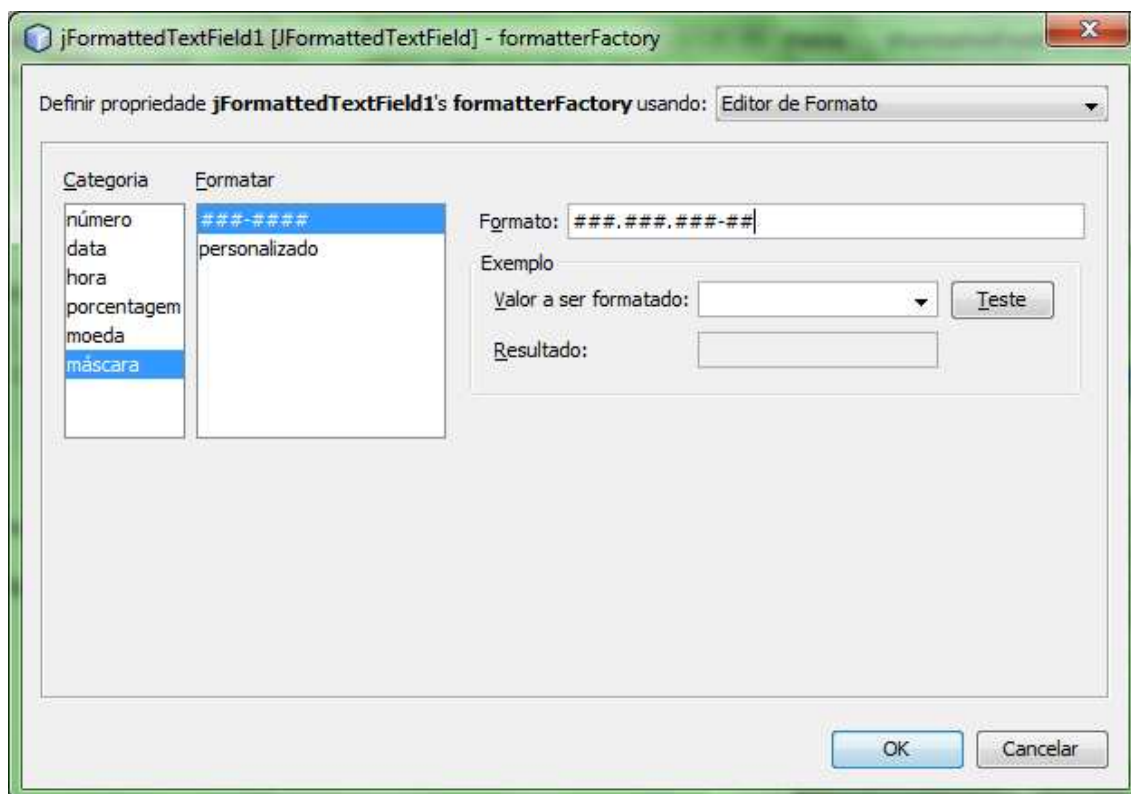 jFormattedTextField1 [JFormattedTextField] - formatterFactory
Definir propriedade jFormattedTextField1's formatterFactory usando: Editor de Formato
Categoria Formatar
número
data
hora
porcentagem
moeda
máscara
###-####
personalizado
Formato: ###.###.###-##
Exemplo
Valor a ser formatado: Teste
Resultado:
OK Cancelar